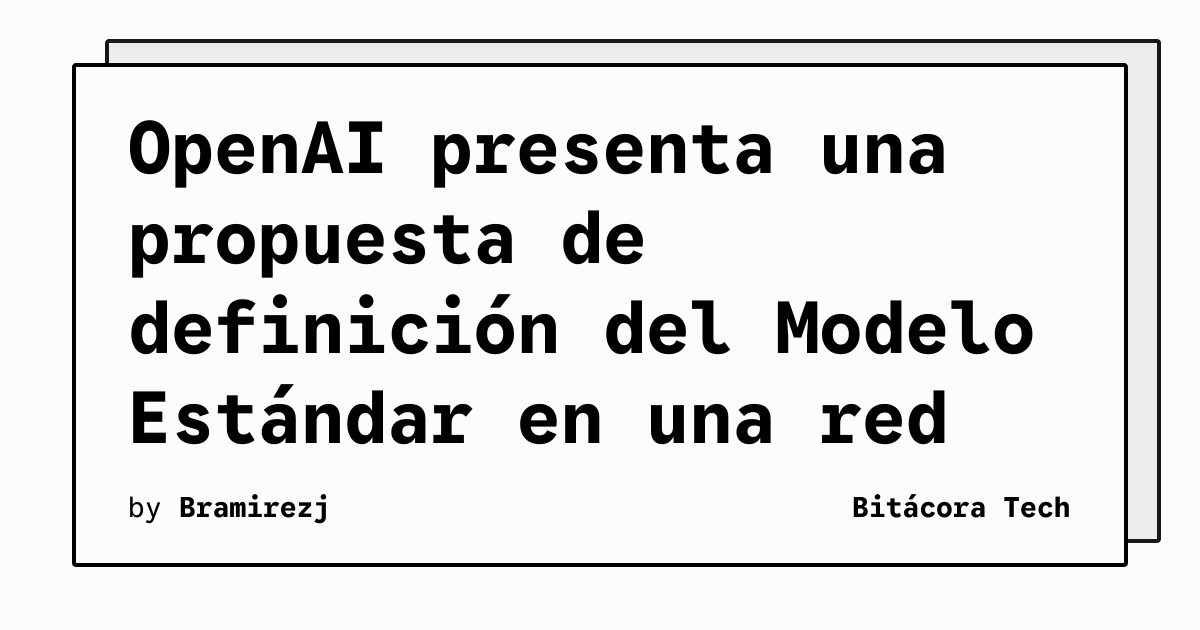 OpenAI presenta una
propuesta de
definición del Modelo
Estándar en una red
by Bramirezj
Bitácora Tech